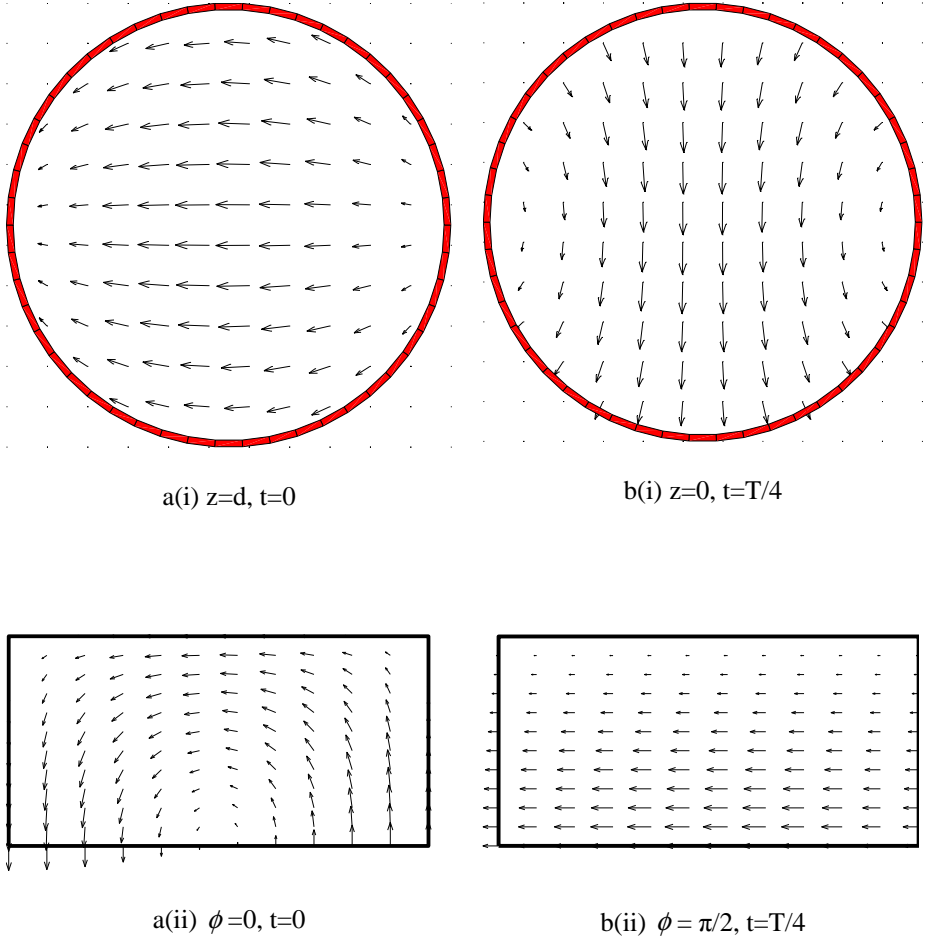 a(i) z=d, t=0
b(i) z=0, t=T/4
a(ii) ϕ =0, t=0
b(ii) ϕ = π/2, t=T/4